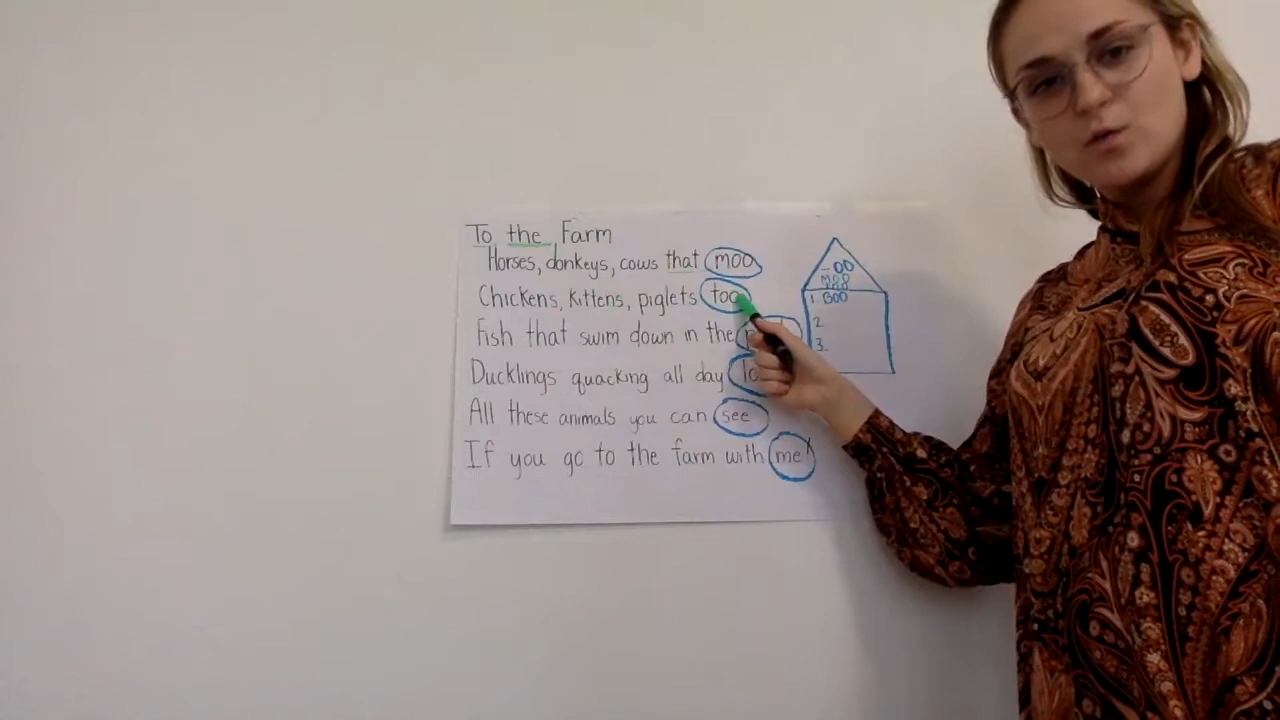 To the Farm
Horses, donkeys, cows that moo
Chickens, kittens, piglets too
Fish that swim down in the
Ducklings quacking all day
All these animals you can see
If you go to the farm with me!
-oo
moo
1. Boo
2
3.